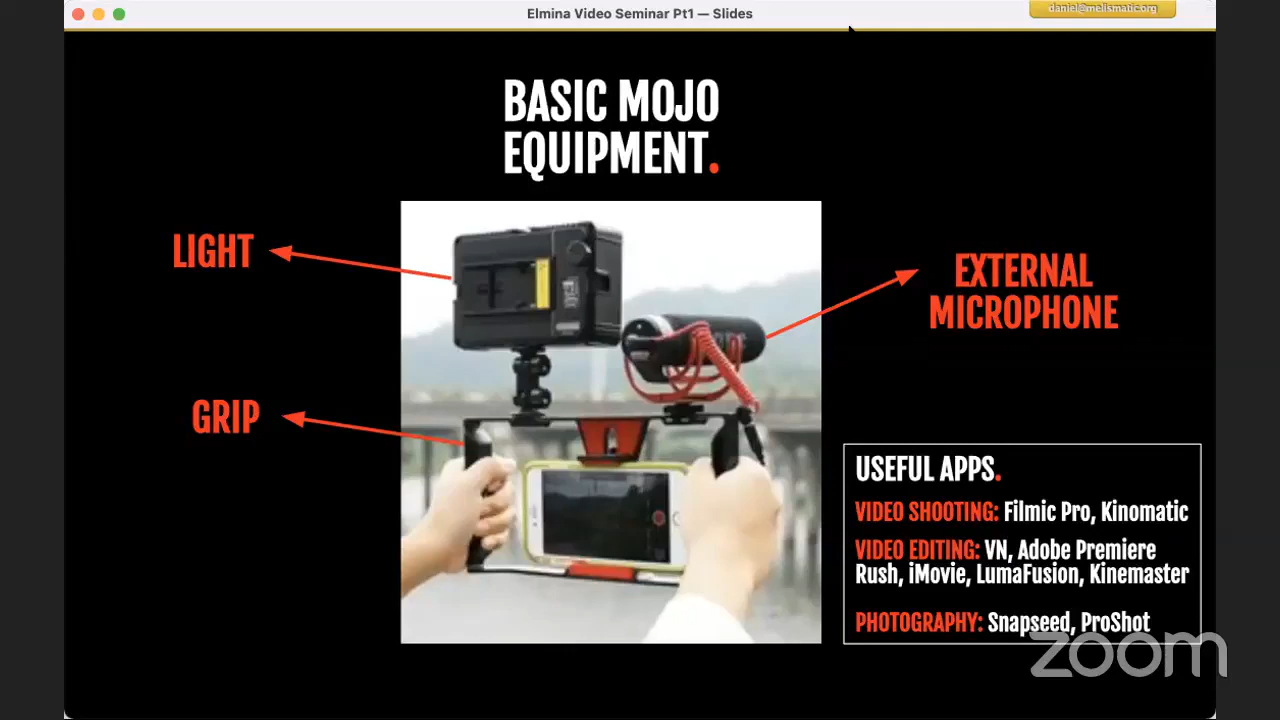 Elmina Video Seminar Pt1 — Slides
daniel@melismatic.org
BASIC MOJO
EQUIPMENT.
LIGHT
EXTERNAL
MICROPHONE
GRIP
USEFUL APPS.
VIDEO SHOOTING: Filmic Pro, Kinomatic
VIDEO EDITING: VN, Adobe Premiere
Rush, iMovie, LumaFusion, Kinemaster
PHOTOGRAPHY: Snapseed, ProShot
zoom